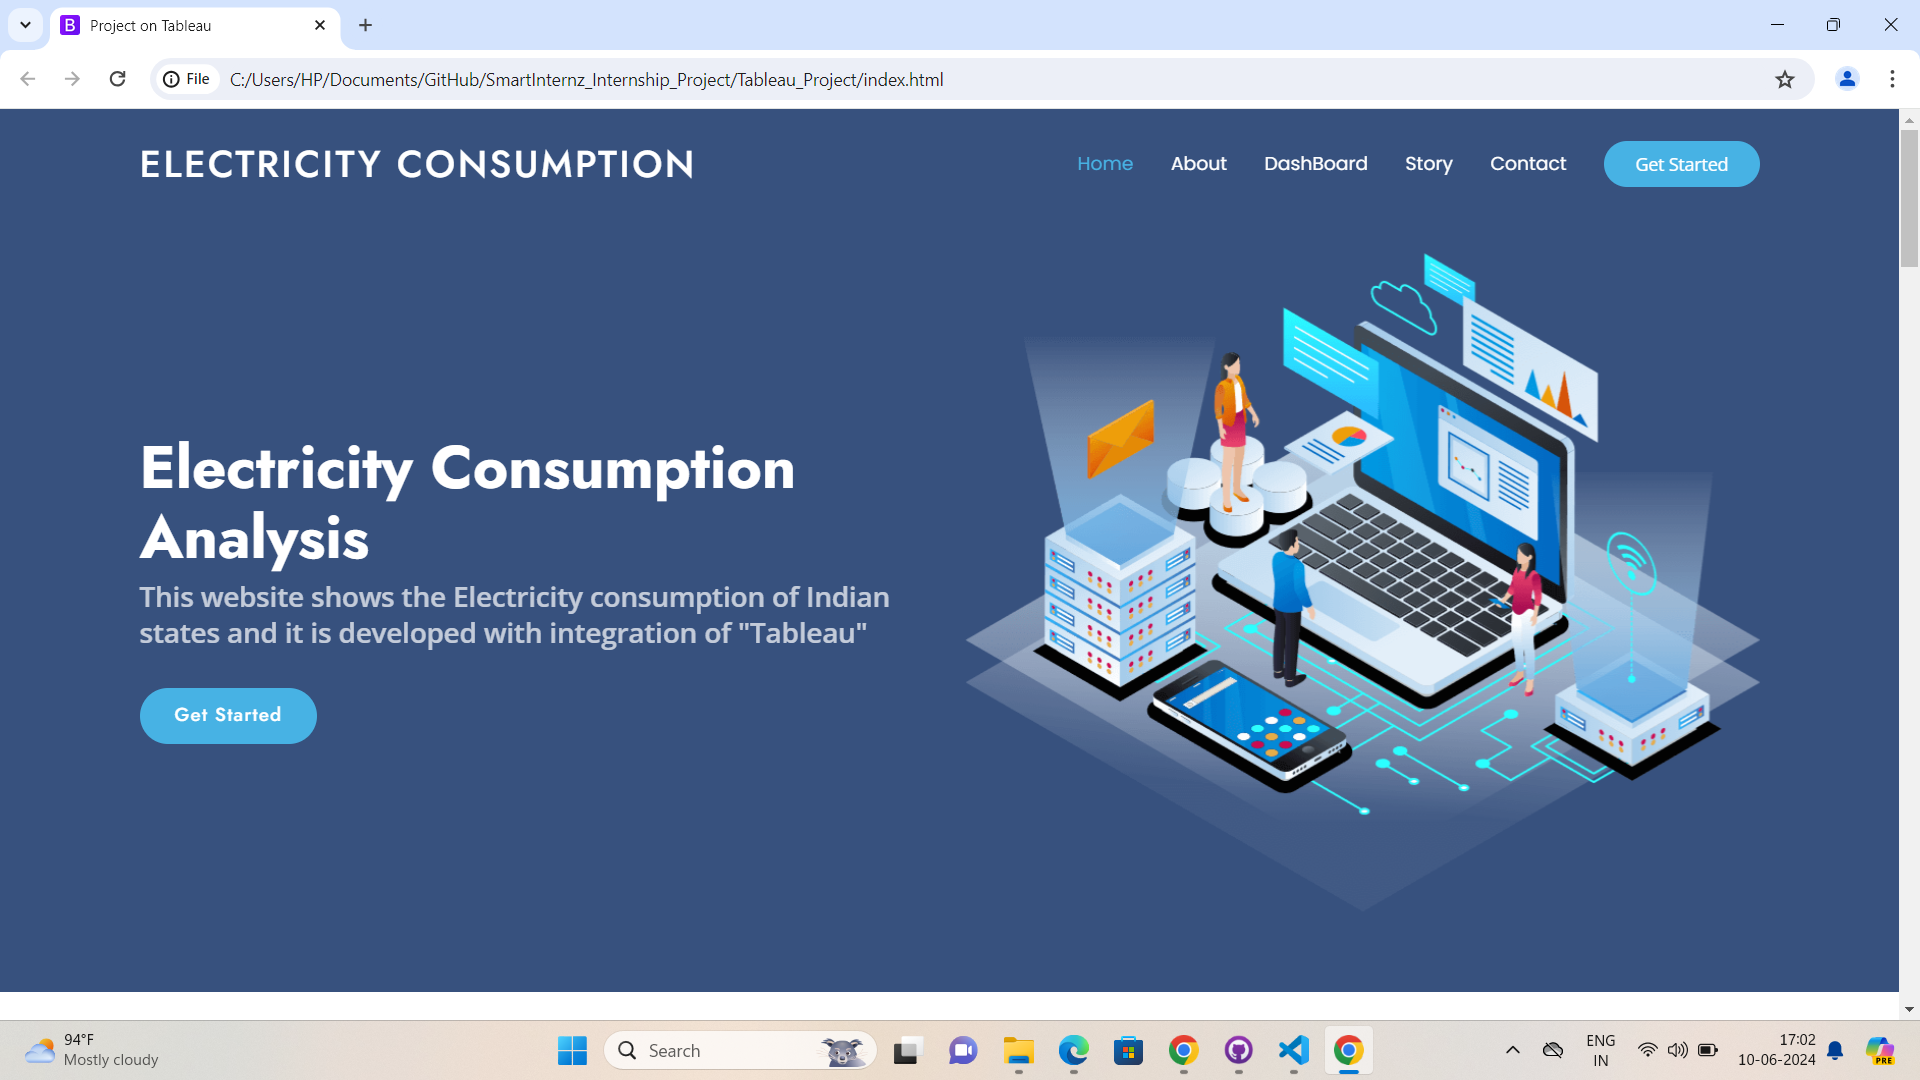 Project on Tableau
File
C:/Users/HP/Documents/GitHub/SmartInternz_Internship_Project/Tableau_Project/index.html
ELECTRICITY CONSUMPTION
Home About DashBoard Story Contact Get Started
Electricity Consumption
Analysis
This website shows the Electricity consumption of Indian
states and it is developed with integration of "Tableau"
Get Started
94°F
Mostly cloudy
Search
ENG
IN
17:02
10-06-2024
PRE